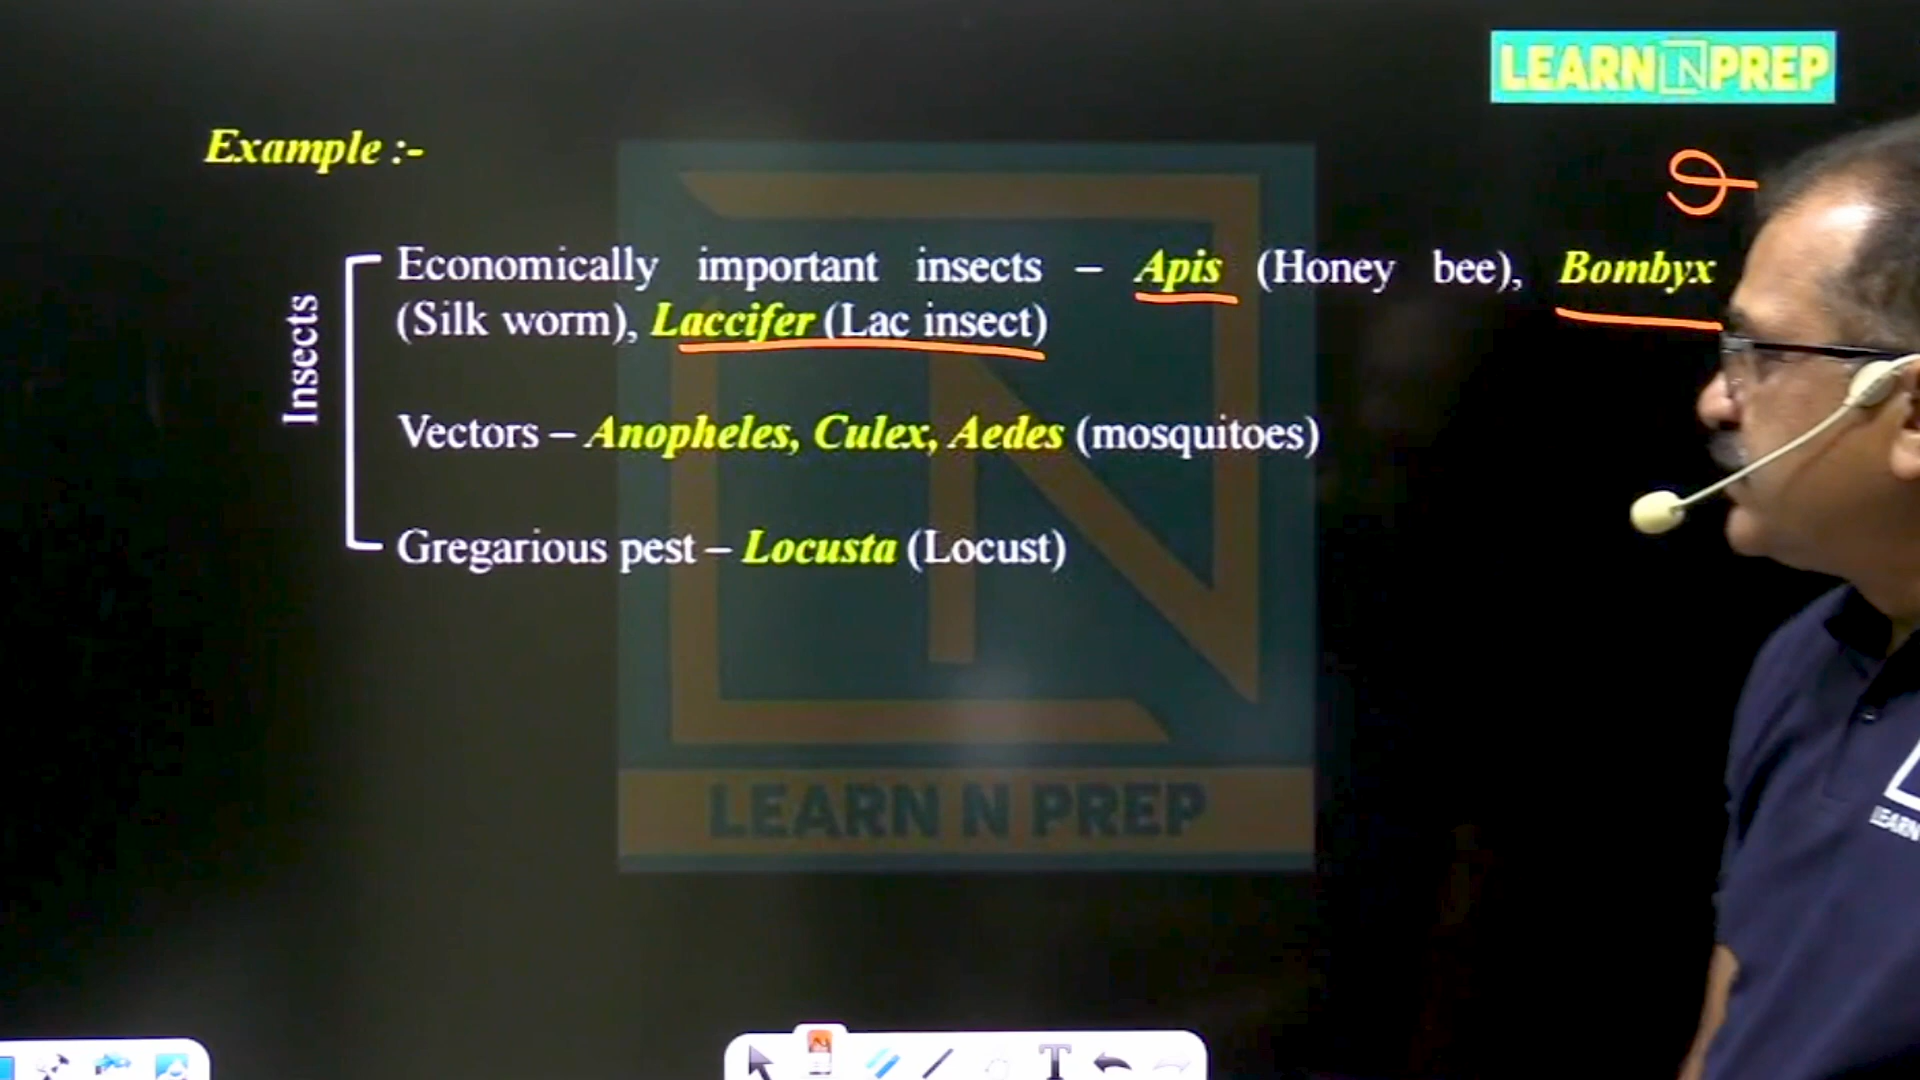 LEARN N PREP
Example :-
Insects
Economically important insects – Apis (Honey bee), Bombyx
(Silk worm), Laccifer (Lac insect)
Vectors – Anopheles, Culex, Aedes (mosquitoes)
Gregarious pest – Locusta (Locust)
N
LEARN N PREP
LEARN
T